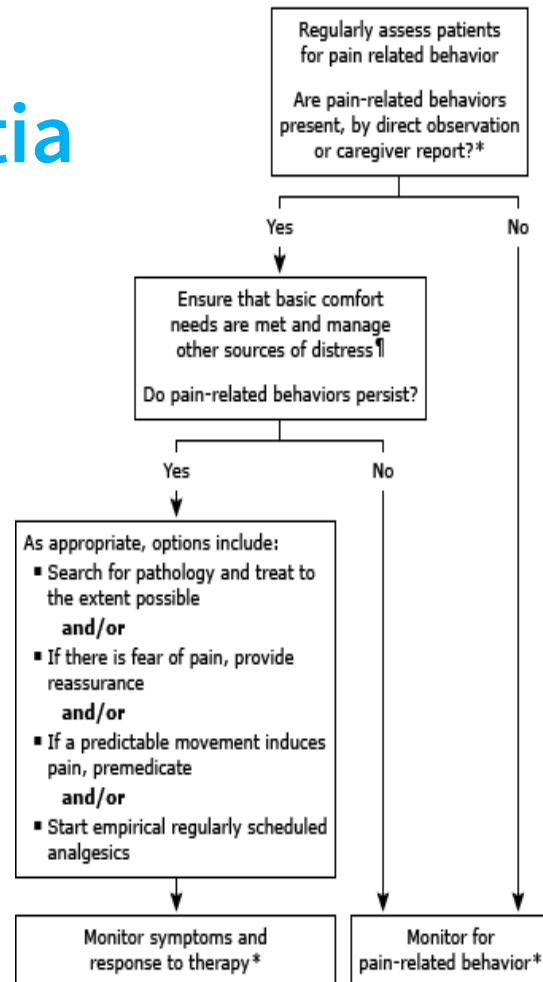 tia
Regularly assess patients
for pain related behavior
Are pain-related behaviors
present, by direct observation
or caregiver report?*
Yes
No
Ensure that basic comfort
needs are met and manage
other sources of distress¶
Do pain-related behaviors persist?
Yes
No
As appropriate, options include:
▪ Search for pathology and treat to
the extent possible
and/or
▪ If there is fear of pain, provide
reassurance
and/or
▪ If a predictable movement induces
pain, premedicate
and/or
▪ Start empirical regularly scheduled
analgesics
Monitor symptoms and
response to therapy*
Monitor for
pain-related behavior*